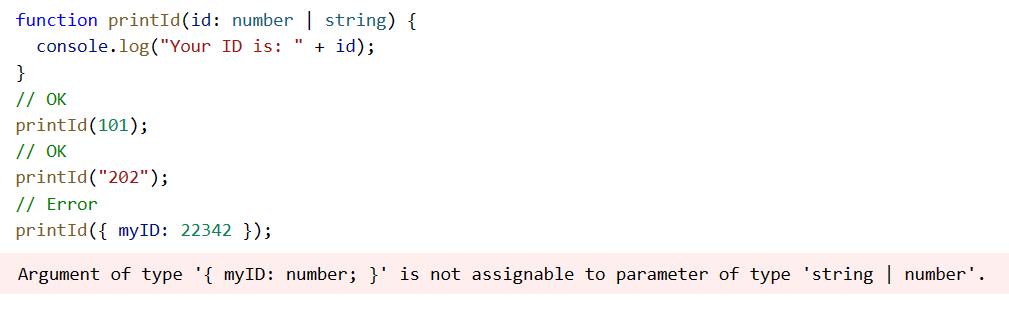 function printId(id: number | string) {
  console.log("Your ID is: " + id);
}
// OK
printId(101);
// OK
printId("202");
// Error
printId({ myID: 22342 });
Argument of type '{ myID: number; }' is not assignable to parameter of type 'string | number'.